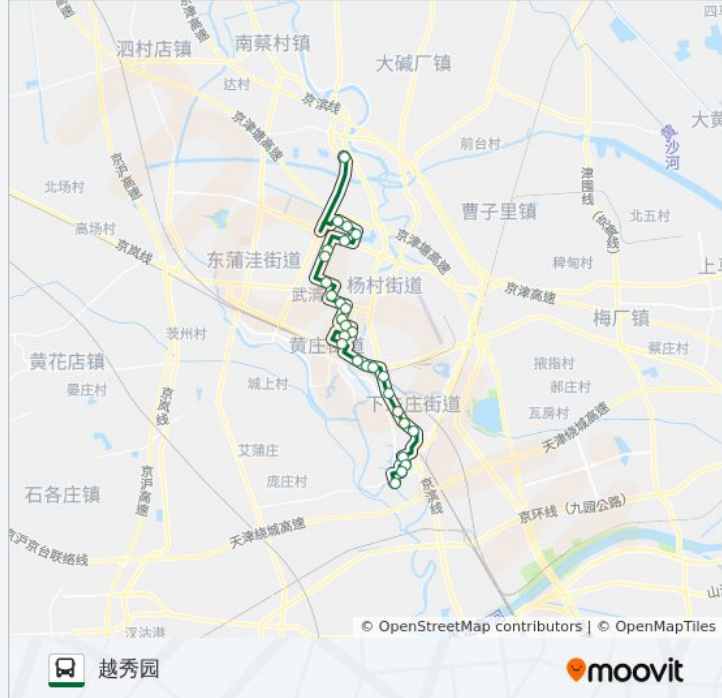 四
南蔡村镇
泗村店镇
大碱厂镇
达村
京滨线
大黄
京津塘高速
黄沙河
前台村
京沪高速
津围线
北场村
曹子里镇
北五村
高场村
京津塘高速
京岚线
东蒲洼街道
稗甸村
上马
杨村街道
武清
京津高速
梅厂镇
茨州村
黄庄街道
蔡庄村
黄花店镇
掖指村
晏庄村
城上村
郝庄村
京岚线
下朱庄街道
瓦房村
天津绕城高速
艾蒲庄
京沪高速
庞庄村
石各庄镇
京滨线
京环线（九园公路）
天津绕城高速
京沪京台联络线
汊沽港
© OpenStreetMap contributors | © OpenMapTiles
越秀园
moovit